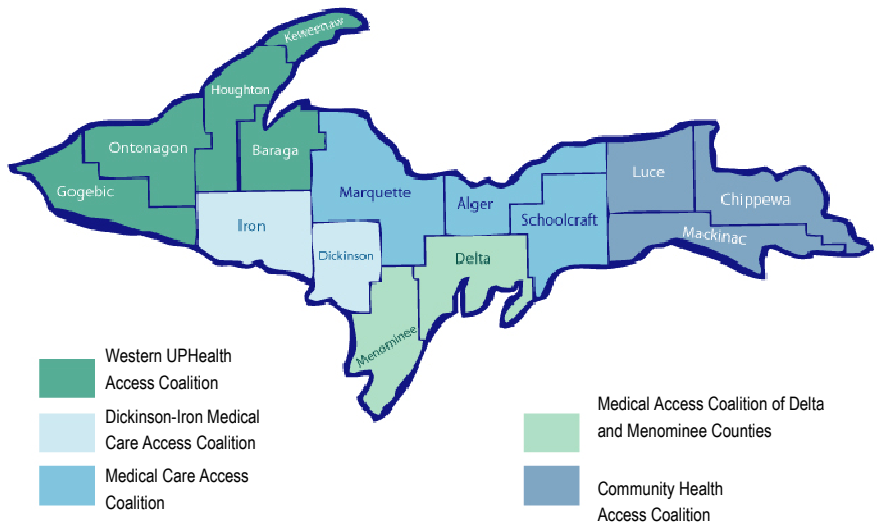 Keweenaw
Houghton
Ontonagon
Baraga
Gogebic
Marquette
Alger
Luce
Chippewa
Iron
Schoolcraft
Mackinac
Dickinson
Delta
Menominee
Western UPHealth
Access Coalition
Dickinson-Iron Medical
Care Access Coalition
Medical Care Access
Coalition
Medical Access Coalition of Delta
and Menominee Counties
Community Health
Access Coalition